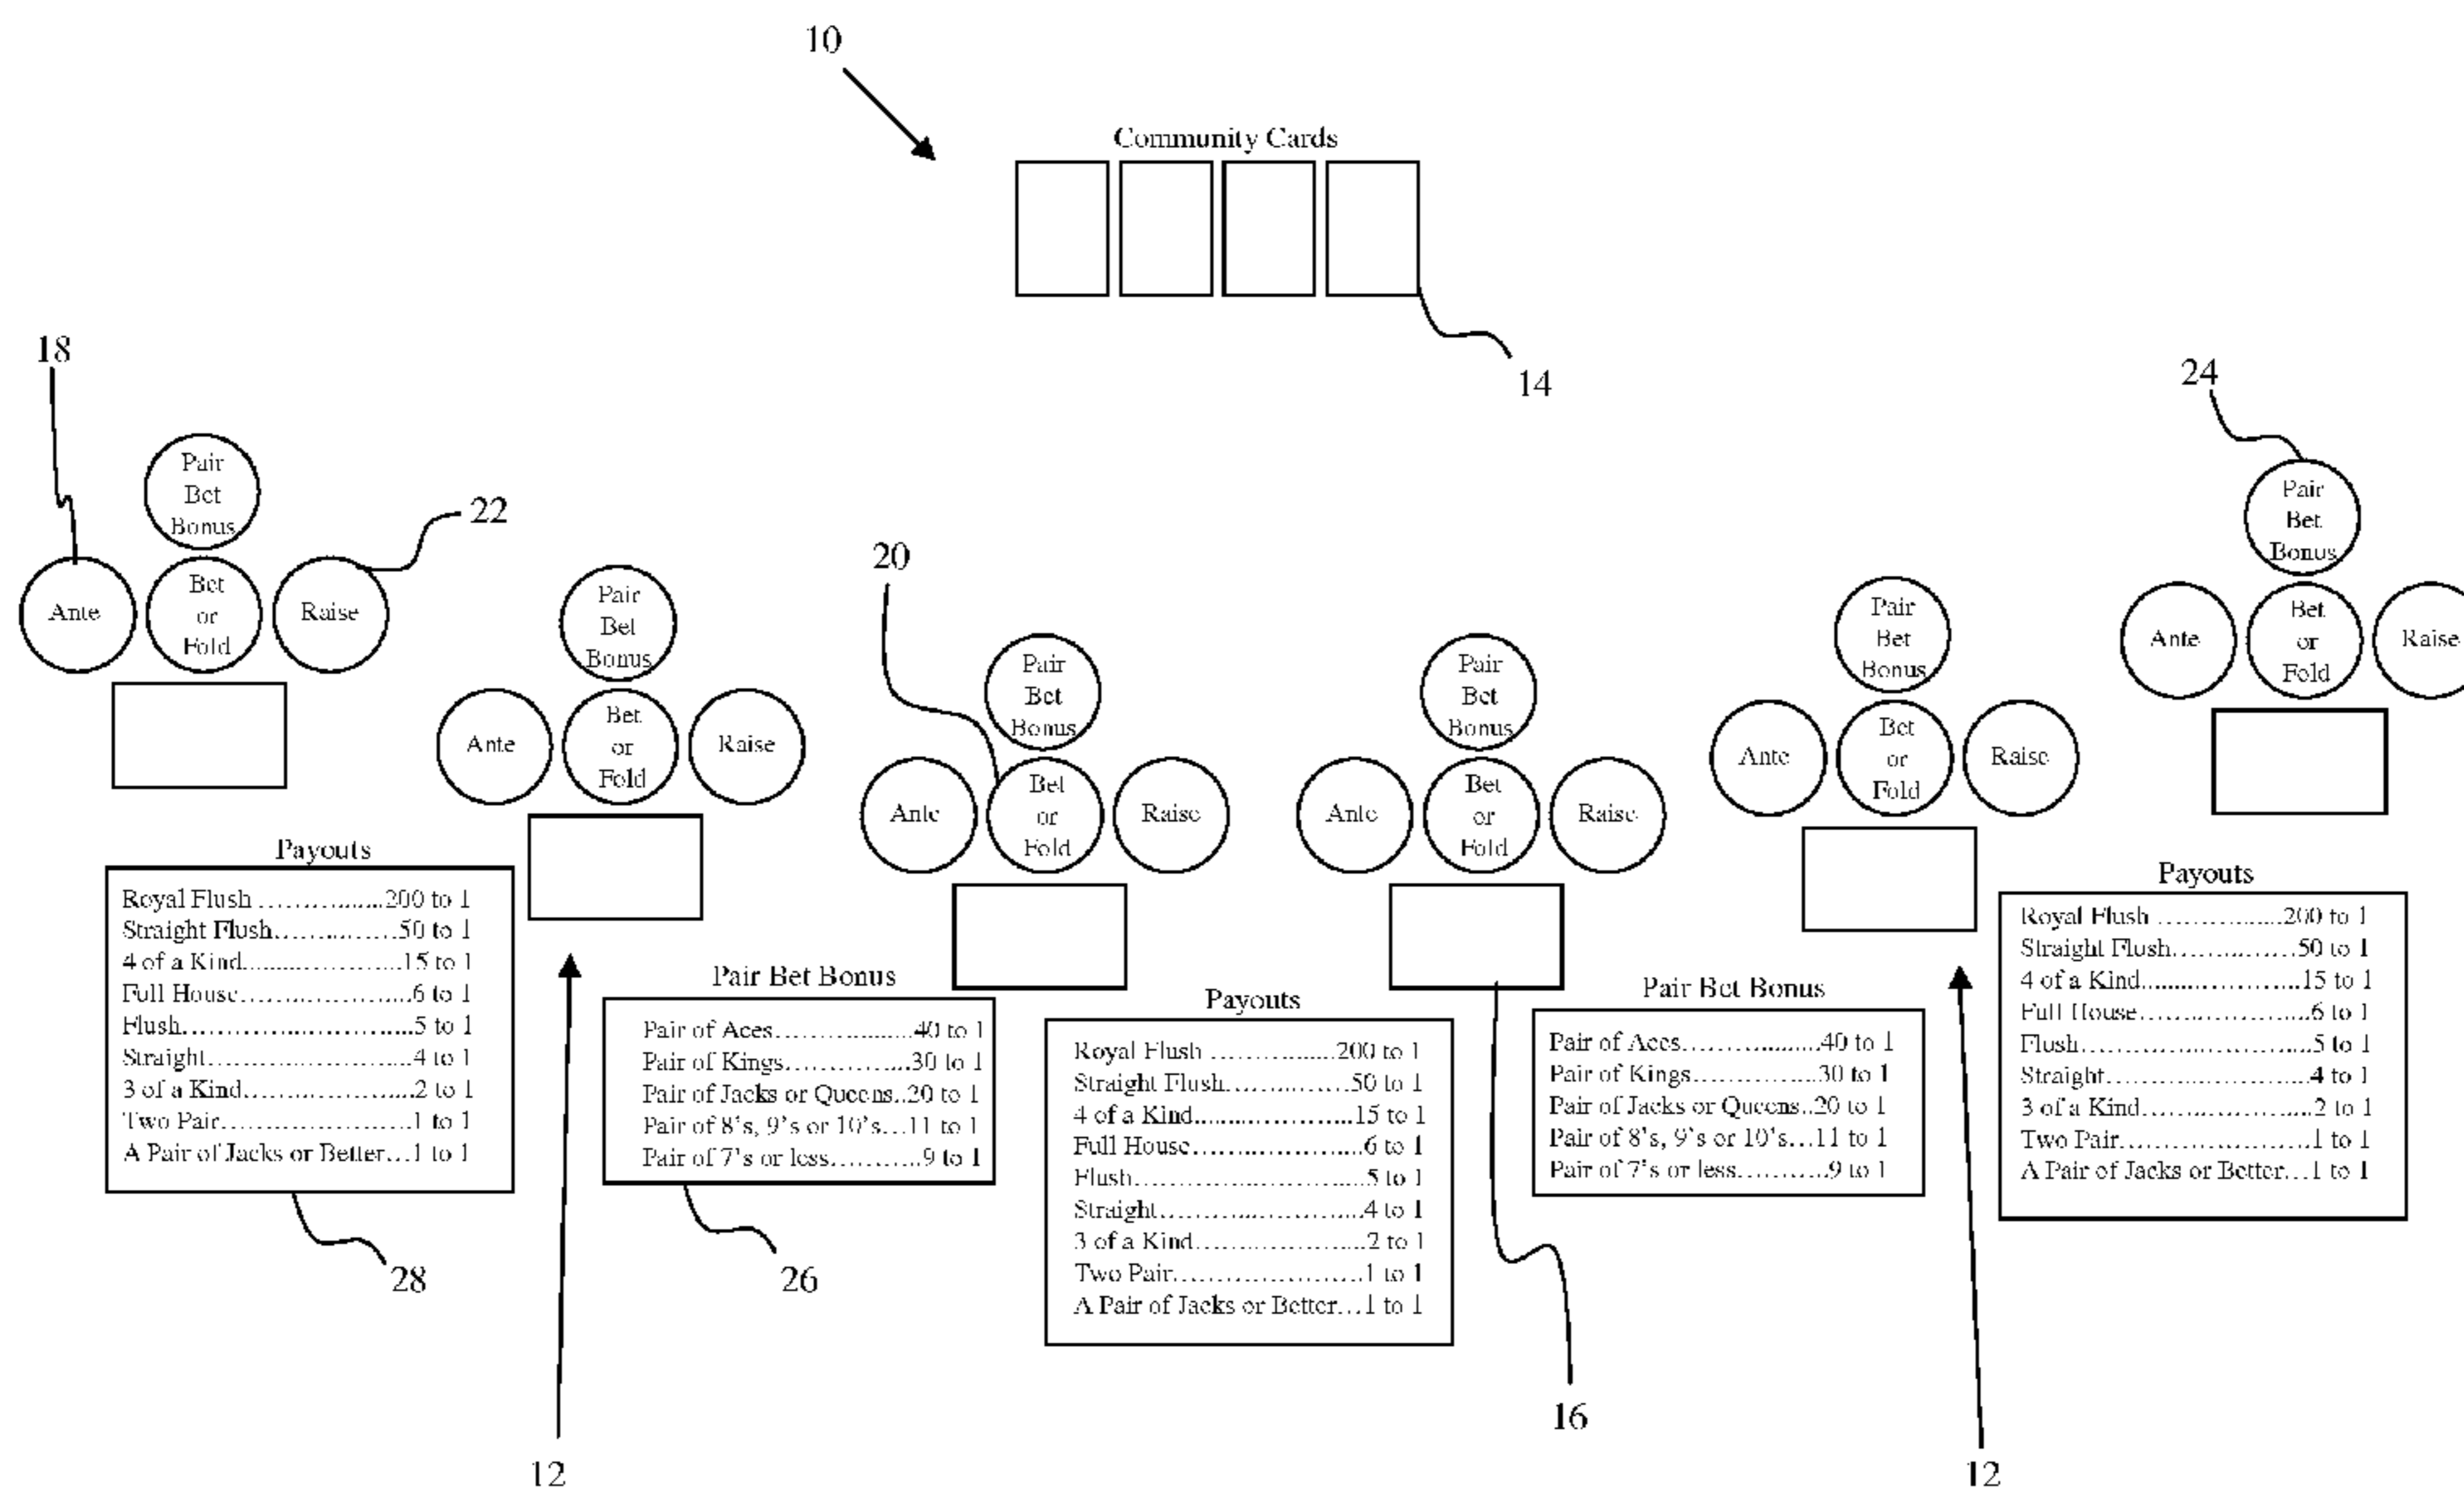 10
Community Cards
14
18
24
22
20
Pair
Bet
Bonus
Ante
Bet
or
Fold
Raise
Pair
Bet
Bonus
Ante
Bet
or
Fold
Raise
Pair
Bet
Bonus
Ante
Bet
or
Fold
Raise
Pair
Bet
Bonus
Ante
Bet
or
Fold
Raise
Pair
Bet
Bonus
Ante
Bet
or
Fold
Raise
Pair
Bet
Bonus
Ante
Bet
or
Fold
Raise
Payouts
Royal Flush ...............200 to 1
Straight Flush...............50 to 1
4 of a Kind...................15 to 1
Full House.....................6 to 1
Flush............................5 to 1
Straight.........................4 to 1
3 of a Kind.....................2 to 1
Two Pair.......................1 to 1
A Pair of Jacks or Better...1 to 1
28
Pair Bet Bonus
Pair of Aces.................40 to 1
Pair of Kings...............30 to 1
Pair of Jacks or Queens..20 to 1
Pair of 8's, 9's or 10's...11 to 1
Pair of 7's or less...........9 to 1
26
Payouts
Royal Flush ...............200 to 1
Straight Flush...............50 to 1
4 of a Kind...................15 to 1
Full House.....................6 to 1
Flush............................5 to 1
Straight.........................4 to 1
3 of a Kind.....................2 to 1
Two Pair.......................1 to 1
A Pair of Jacks or Better...1 to 1
Pair Bet Bonus
Pair of Aces.................40 to 1
Pair of Kings...............30 to 1
Pair of Jacks or Queens..20 to 1
Pair of 8's, 9's or 10's...11 to 1
Pair of 7's or less...........9 to 1
Payouts
Royal Flush ...............200 to 1
Straight Flush...............50 to 1
4 of a Kind...................15 to 1
Full House.....................6 to 1
Flush............................5 to 1
Straight.........................4 to 1
3 of a Kind.....................2 to 1
Two Pair.......................1 to 1
A Pair of Jacks or Better...1 to 1
16
12
12